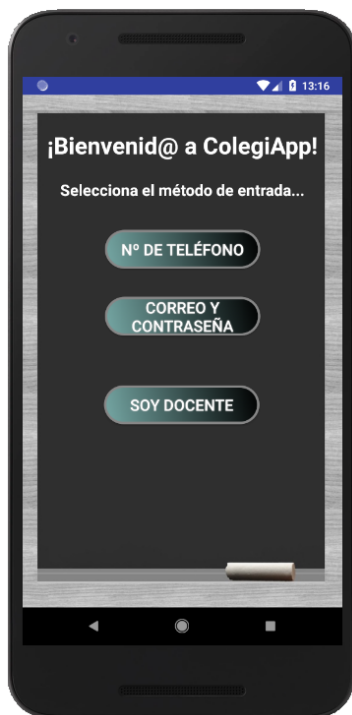 13:16
¡Bienvenid@ a ColegiApp!
Selecciona el método de entrada...
Nº DE TELÉFONO
CORREO Y
CONTRASEÑA
SOY DOCENTE